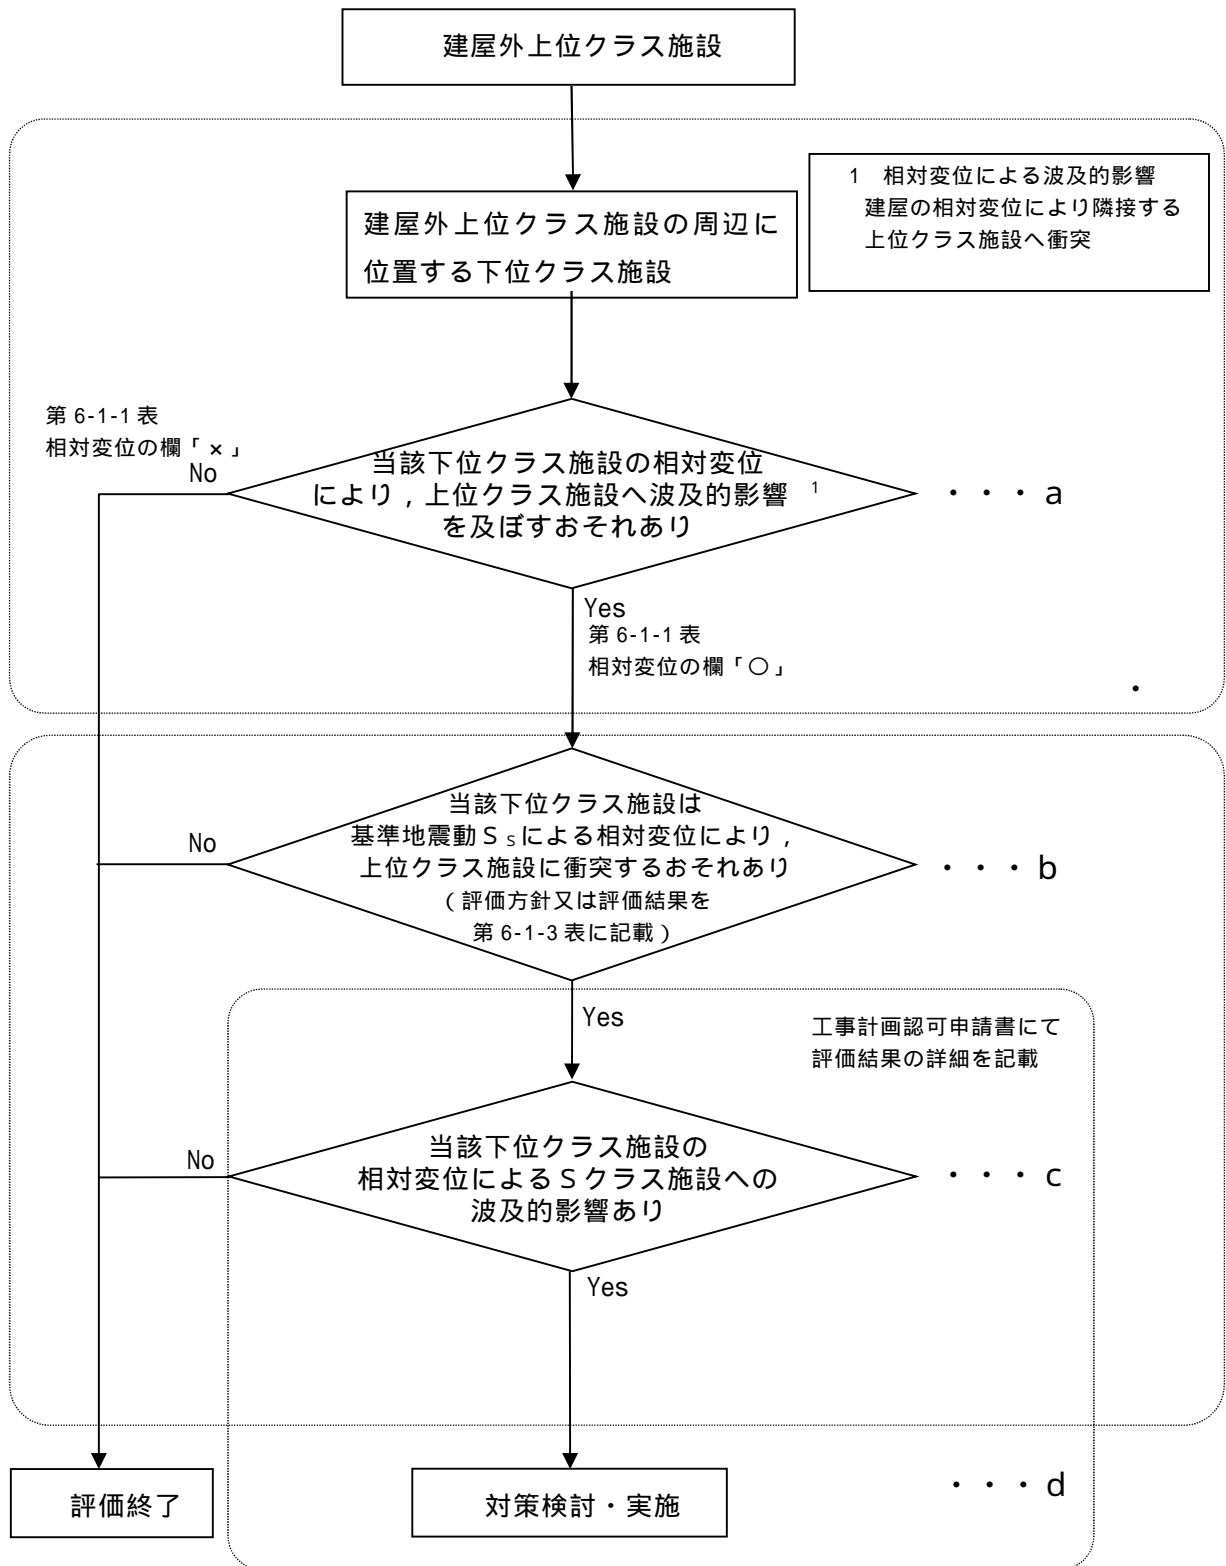 建屋外上位クラス施設
1 相対変位による波及的影響
建屋の相対変位により隣接する
上位クラス施設へ衝突
建屋外上位クラス施設の周辺に
位置する下位クラス施設
第 6-1-1 表
相対変位の欄「×」
No
当該下位クラス施設の相対変位
により，上位クラス施設へ波及的影響 1
を及ぼすおそれあり
・・・a
Yes
第 6-1-1 表
相対変位の欄「○」
・
当該下位クラス施設は
基準地震動Ｓsによる相対変位により，
上位クラス施設に衝突するおそれあり
（評価方針又は評価結果を
第 6-1-3 表に記載）
No
・・・b
Yes
工事計画認可申請書にて
評価結果の詳細を記載
当該下位クラス施設の
相対変位によるＳクラス施設への
波及的影響あり
No
・・・c
Yes
評価終了
対策検討・実施
・・・d